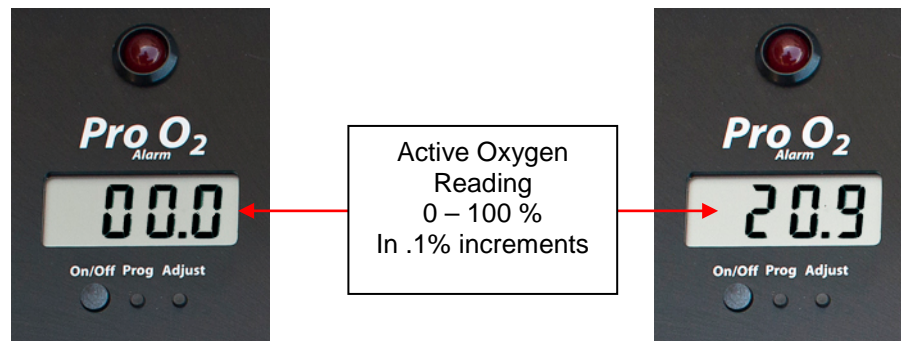 Pro O2
Alarm
00.0
On/Off Prog Adjust
Active Oxygen
Reading
0 – 100 %
In .1% increments
Pro O2
Alarm
20.9
On/Off Prog Adjust